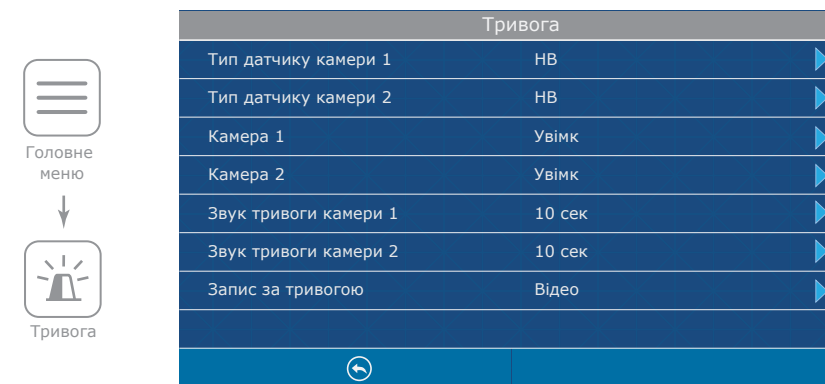 Тривога
Тип датчику камери 1 НВ
Тип датчику камери 2 НВ
Камера 1 Увімк
Камера 2 Увімк
Звук тривоги камери 1 10 сек
Звук тривоги камери 2 10 сек
Запис за тривогою Відео
Головне
меню
Тривога